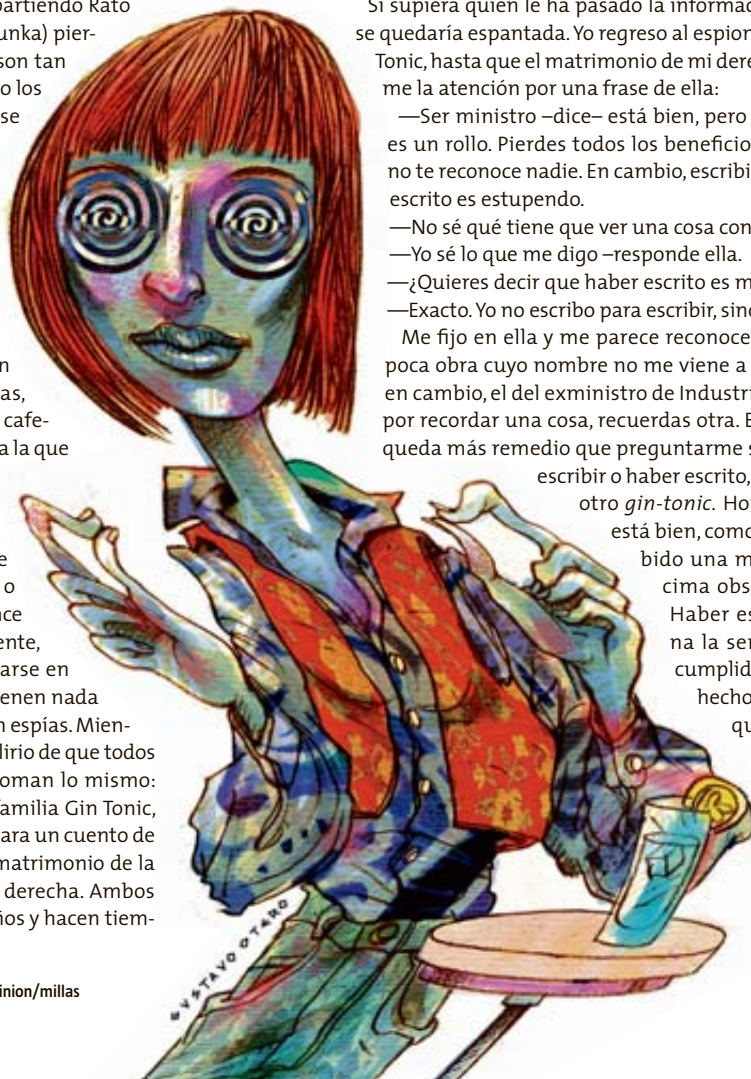 partiendo Rato
unka) pier-
son tan
o los
se
n
as,
cafe-
a la que
e
o
ce
ente,
arse en
ienen nada
n espías. Mien-
lirio de que todos
oman lo mismo:
familia Gin Tonic,
para un cuento de
matrimonio de la
derecha. Ambos
ños y hacen tiem-
inion/millas
Si supiera quién le ha pasado la informac
se quedaría espantada. Yo regreso al espion
Tonic, hasta que el matrimonio de mi dere
me la atención por una frase de ella:
—Ser ministro –dice– está bien, pero
es un rollo. Pierdes todos los beneficio
no te reconoce nadie. En cambio, escribi
escrito es estupendo.
—No sé qué tiene que ver una cosa con
—Yo sé lo que me digo –responde ella.
—¿Quieres decir que haber escrito es m
—Exacto. Yo no escribo para escribir, sino
Me fijo en ella y me parece reconoce
poca obra cuyo nombre no me viene a
en cambio, el del exministro de Industri
por recordar una cosa, recuerdas otra. E
queda más remedio que preguntarme s
escribir o haber escrito,
otro gin-tonic. Ho
está bien, como
bido una m
cima obs
Haber es
na la ser
cumplid
hecho
qu
GUSTAVO OTERO